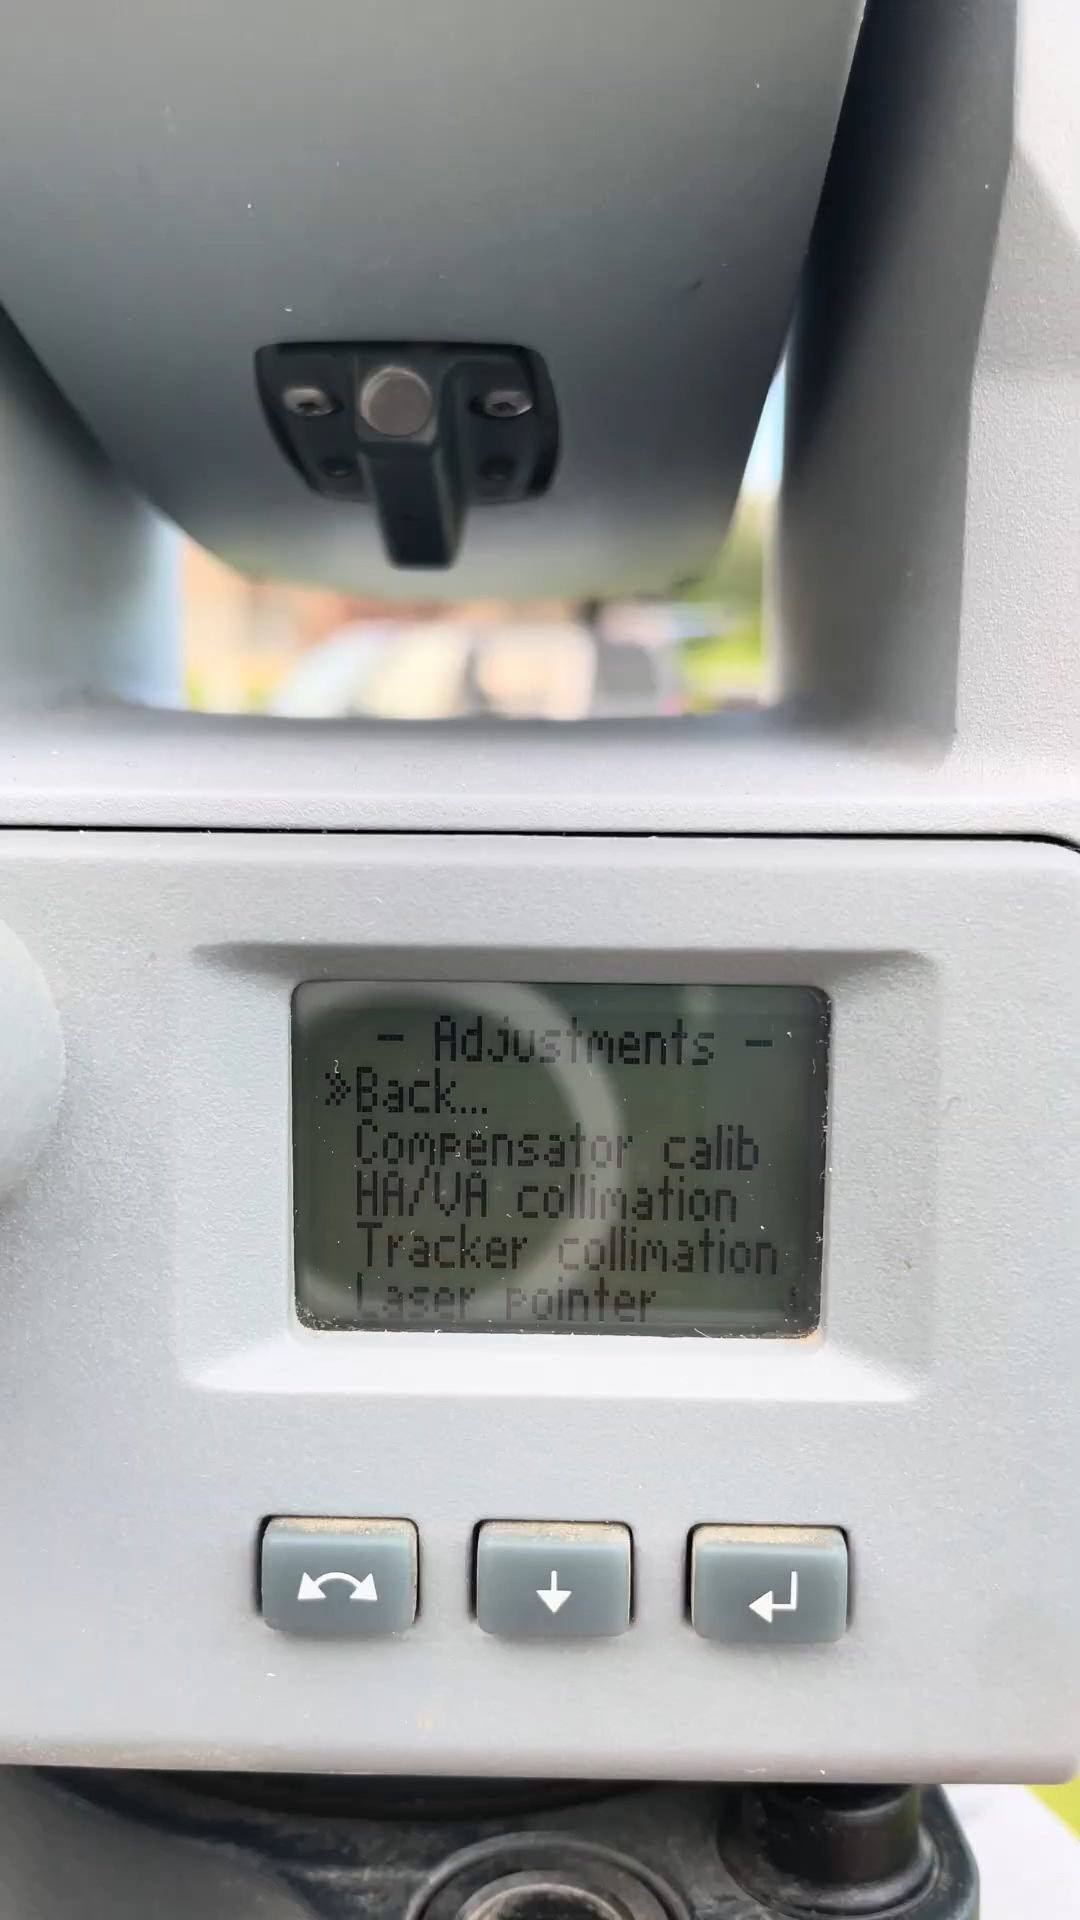 - Adjustments -
»Back...
Compensator calib
HA/VA collimation
Tracker collimation
Laser pointer